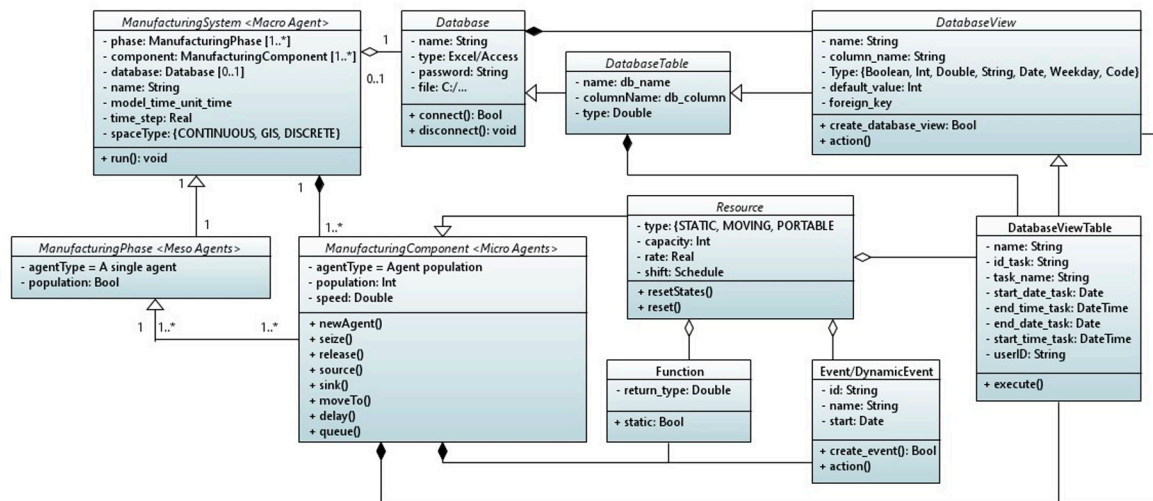 ManufacturingSystem <Macro Agent>
- phase: ManufacturingPhase [1..*]
- component: ManufacturingComponent [1..*]
- database: Database [0..1]
- name: String
- model_time_unit_time
- time_step: Real
- spaceType: {CONTINUOUS, GIS, DISCRETE}
+ run(): void
1
0..1
Database
- name: String
- type: Excel/Access
- password: String
- file: C:/...
+ connect(): Bool
+ disconnect(): void
DatabaseTable
- name: db_name
- columnName: db_column
- type: Double
DatabaseView
- name: String
- column_name: String
- Type: {Boolean, Int, Double, String, Date, Weekday, Code}
- default_value: Int
- foreign_key
+ create_database_view: Bool
+ action()
1
1
1
1..*
ManufacturingPhase <Meso Agents>
- agentType = A single agent
- population: Bool
1
1..*
1..*
ManufacturingComponent <Micro Agents>
- agentType = Agent population
- population: Int
- speed: Double
+ newAgent()
+ seize()
+ release()
+ source()
+ sink()
+ moveTo()
+ delay()
+ queue()
Resource
- type: {STATIC, MOVING, PORTABLE
- capacity: Int
- rate: Real
- shift: Schedule
+ resetStates()
+ reset()
DatabaseViewTable
- name: String
- id_task: String
- task_name: String
- start_date_task: Date
- end_time_task: DateTime
- end_date_task: Date
- start_time_task: DateTime
- userID: String
+ execute()
Function
- return_type: Double
+ static: Bool
Event/DynamicEvent
- id: String
- name: String
- start: Date
+ create_event(): Bool
+ action()